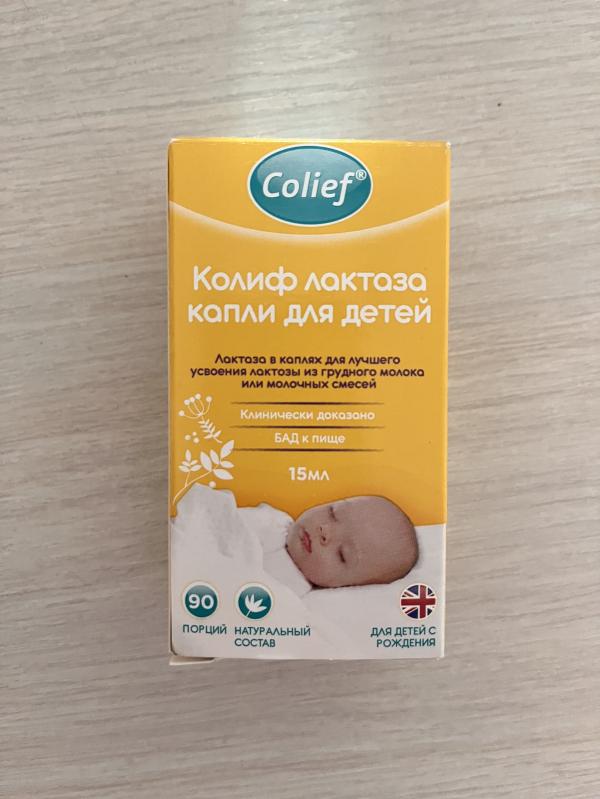 Colief®
Колиф лактаза
капли для детей
Лактаза в каплях для лучшего
усвоения лактозы из грудного молока
или молочных смесей
Клинически доказано
БАД к пище
15мл
90
ПОРЦИЙ
НАТУРАЛЬНЫЙ
СОСТАВ
ДЛЯ ДЕТЕЙ С
РОЖДЕНИЯ